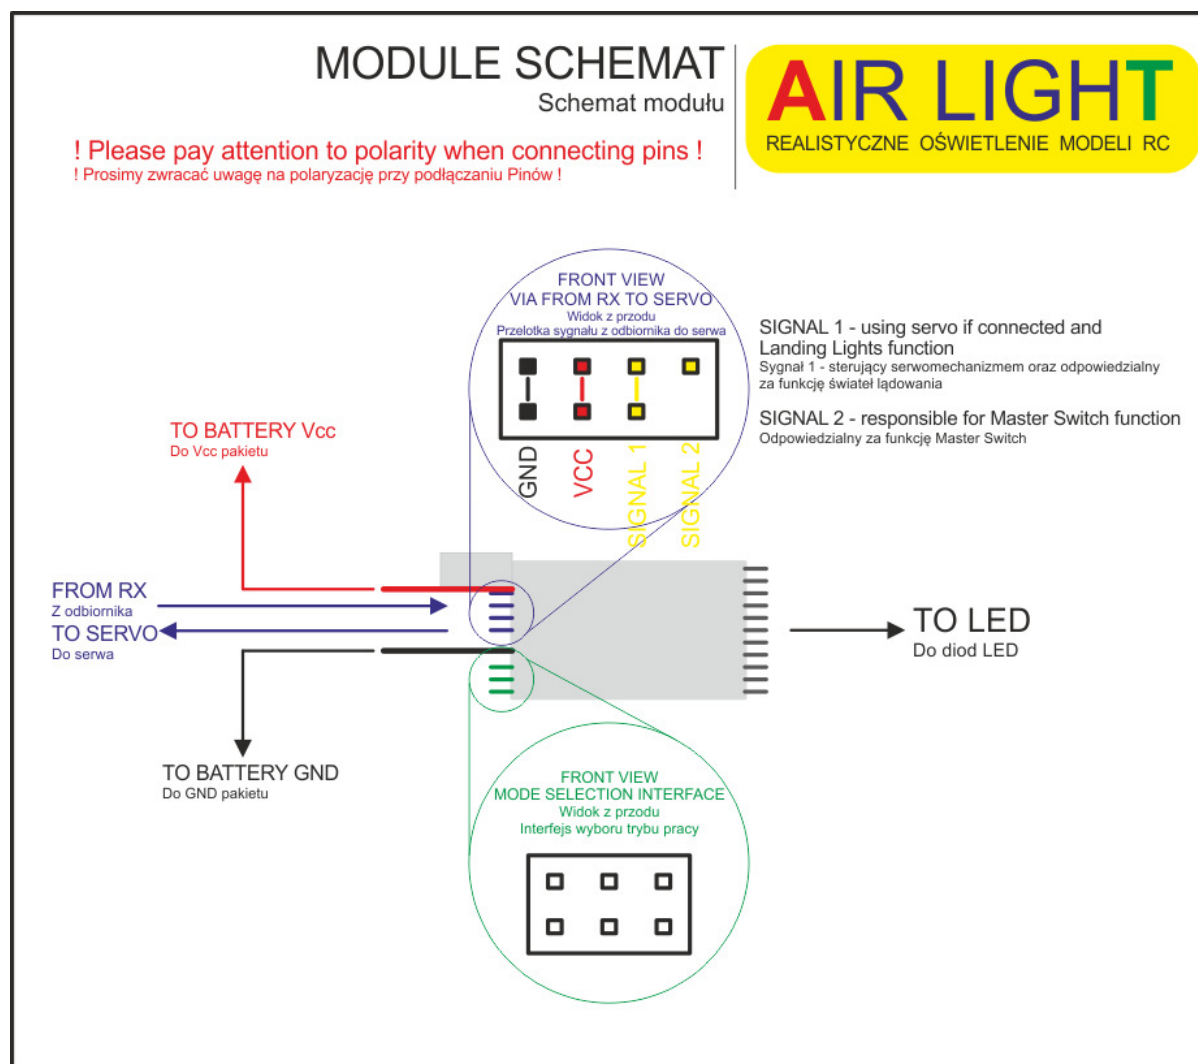 MODULE SCHEMAT
Schemat modułu
! Please pay attention to polarity when connecting pins !
! Prosimy zwracać uwagę na polaryzację przy podłączaniu Pinów !
AIR LIGHT
REALISTYCZNE OŚWIETLENIE MODELI RC
FRONT VIEW
VIA FROM RX TO SERVO
Widok z przodu
Przelotka sygnału z odbiornika do serwa
GND
VCC
SIGNAL 1
SIGNAL 2
SIGNAL 1 - using servo if connected and
Landing Lights function
Sygnał 1 - sterujący serwomechanizmem oraz odpowiedzialny
za funkcję świateł lądowania
SIGNAL 2 - responsible for Master Switch function
Odpowiedzialny za funkcję Master Switch
TO BATTERY Vcc
Do Vcc pakietu
FROM RX
Z odbiornika
TO SERVO
Do serwa
TO LED
Do diod LED
TO BATTERY GND
Do GND pakietu
FRONT VIEW
MODE SELECTION INTERFACE
Widok z przodu
Interfejs wyboru trybu pracy